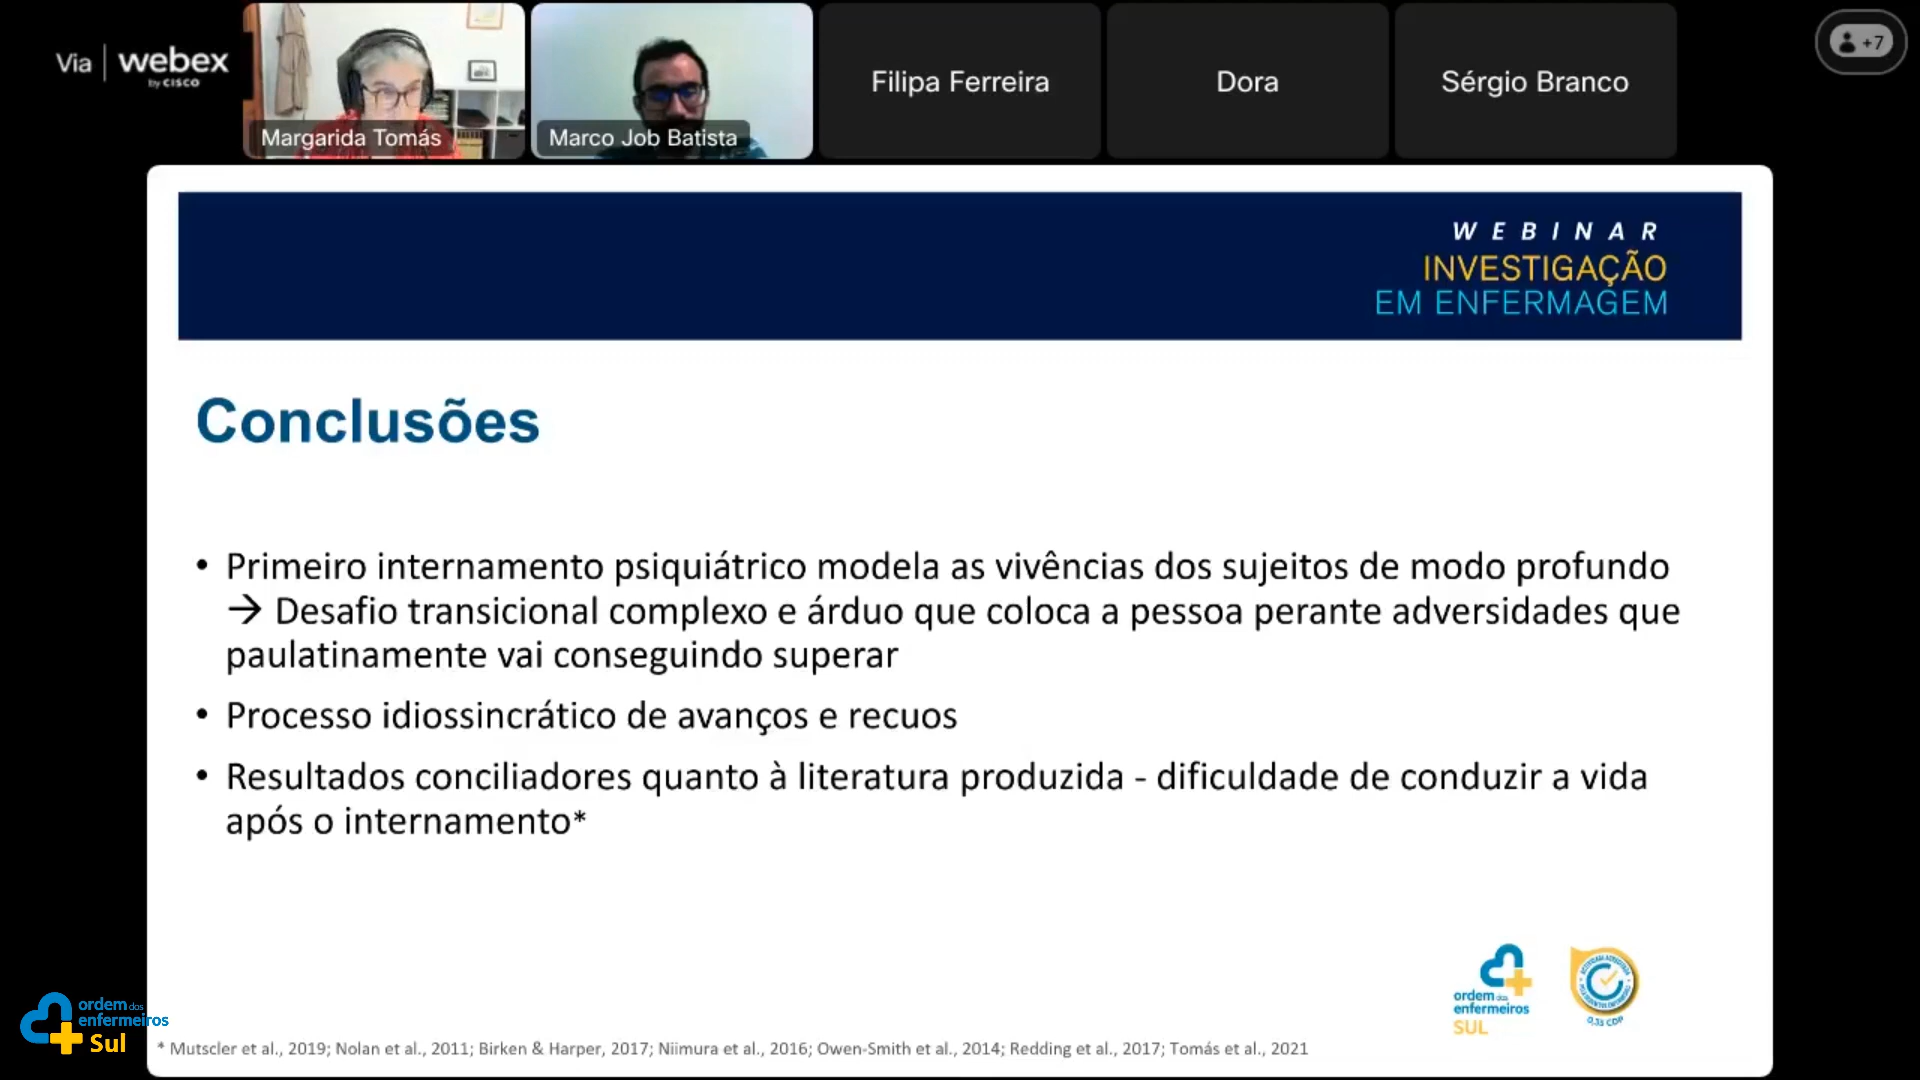 Via webex
by CISCO
Margarida Tomás
Marco Job Batista
Filipa Ferreira
Dora
Sérgio Branco
+7
WEBINAR
INVESTIGAÇÃO
EM ENFERMAGEM
Conclusões
• Primeiro internamento psiquiátrico modela as vivências dos sujeitos de modo profundo
→ Desafio transicional complexo e árduo que coloca a pessoa perante adversidades que
paulatinamente vai conseguindo superar
• Processo idiossincrático de avanços e recuos
• Resultados conciliadores quanto à literatura produzida - dificuldade de conduzir a vida
após o internamento*
ordem dos
enfermeiros
SUL
0,33 CDP
ordem dos
enfermeiros
Sul
* Mutscler et al., 2019; Nolan et al., 2011; Birken & Harper, 2017; Niimura et al., 2016; Owen-Smith et al., 2014; Redding et al., 2017; Tomás et al., 2021